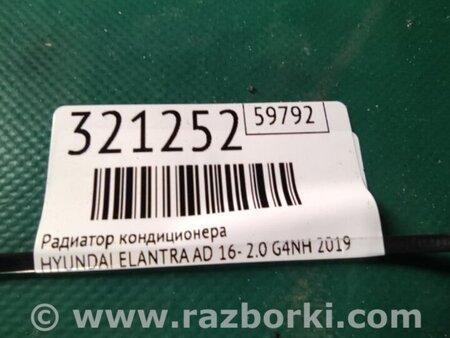 321252
59792
Радиатор кондиционера
HYUNDAI ELANTRA AD 16- 2.0 G4NH 2019
© www.razborki.com